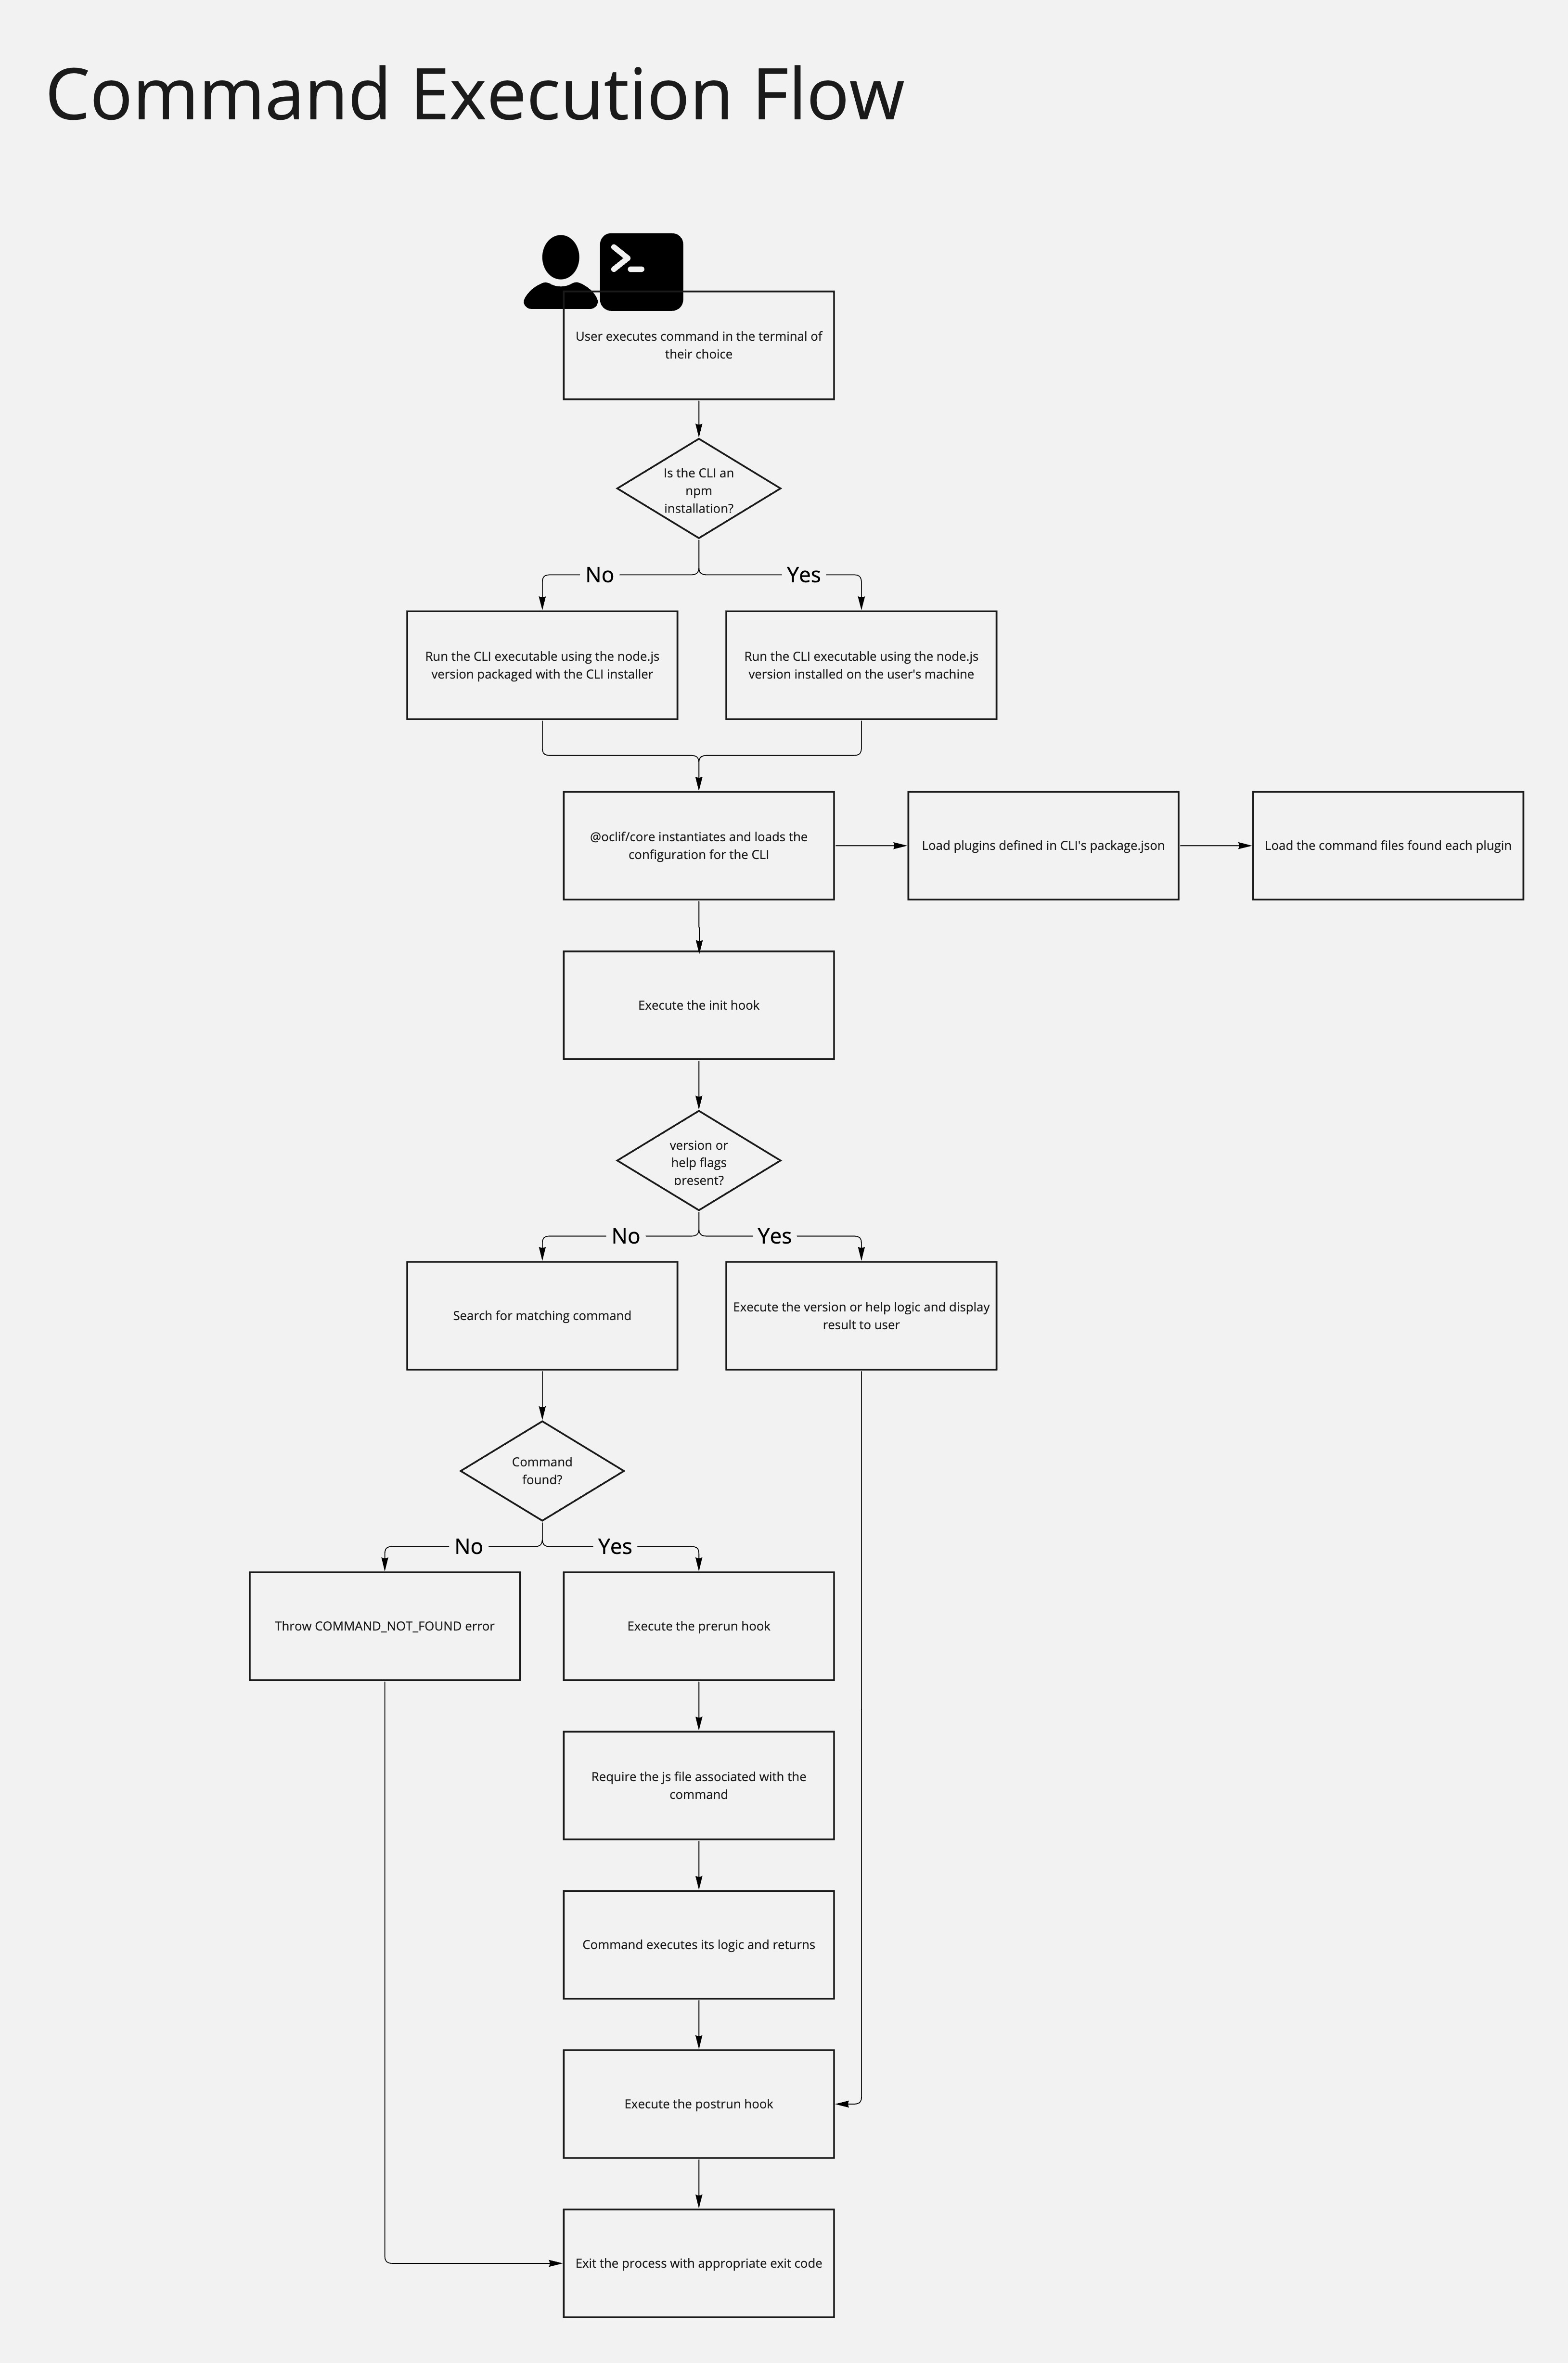 Command Execution Flow
User executes command in the terminal of
their choice
Is the CLI an
npm
installation?
No
Yes
Run the CLI executable using the node.js
version packaged with the CLI installer
Run the CLI executable using the node.js
version installed on the user's machine
@oclif/core instantiates and loads the
configuration for the CLI
Load plugins defined in CLI's package.json
Load the command files found each plugin
Execute the init hook
version or
help flags
present?
No
Yes
Search for matching command
Execute the version or help logic and display
result to user
Command
found?
No
Yes
Throw COMMAND_NOT_FOUND error
Execute the prerun hook
Require the js file associated with the
command
Command executes its logic and returns
Execute the postrun hook
Exit the process with appropriate exit code